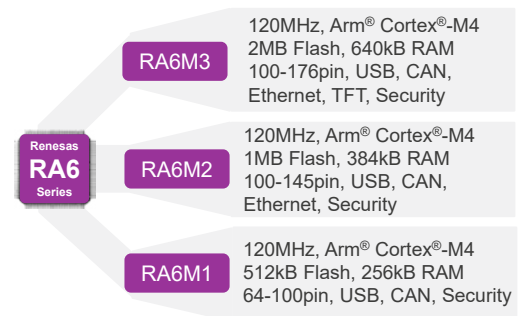 RA6M3
120MHz, Arm® Cortex®-M4
2MB Flash, 640kB RAM
100-176pin, USB, CAN,
Ethernet, TFT, Security
Renesas
RA6
Series
RA6M2
120MHz, Arm® Cortex®-M4
1MB Flash, 384kB RAM
100-145pin, USB, CAN,
Ethernet, Security
RA6M1
120MHz, Arm® Cortex®-M4
512kB Flash, 256kB RAM
64-100pin, USB, CAN, Security